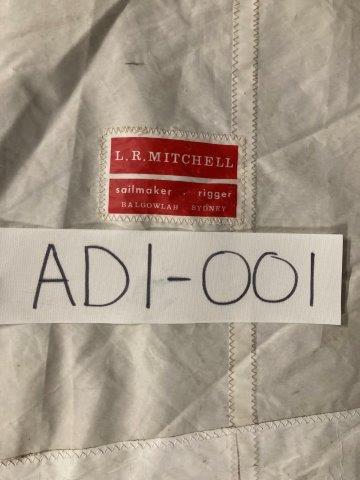 L.R.MITCHELL
sailmaker · rigger
BALGOWLAH SYDNEY
AD1-001